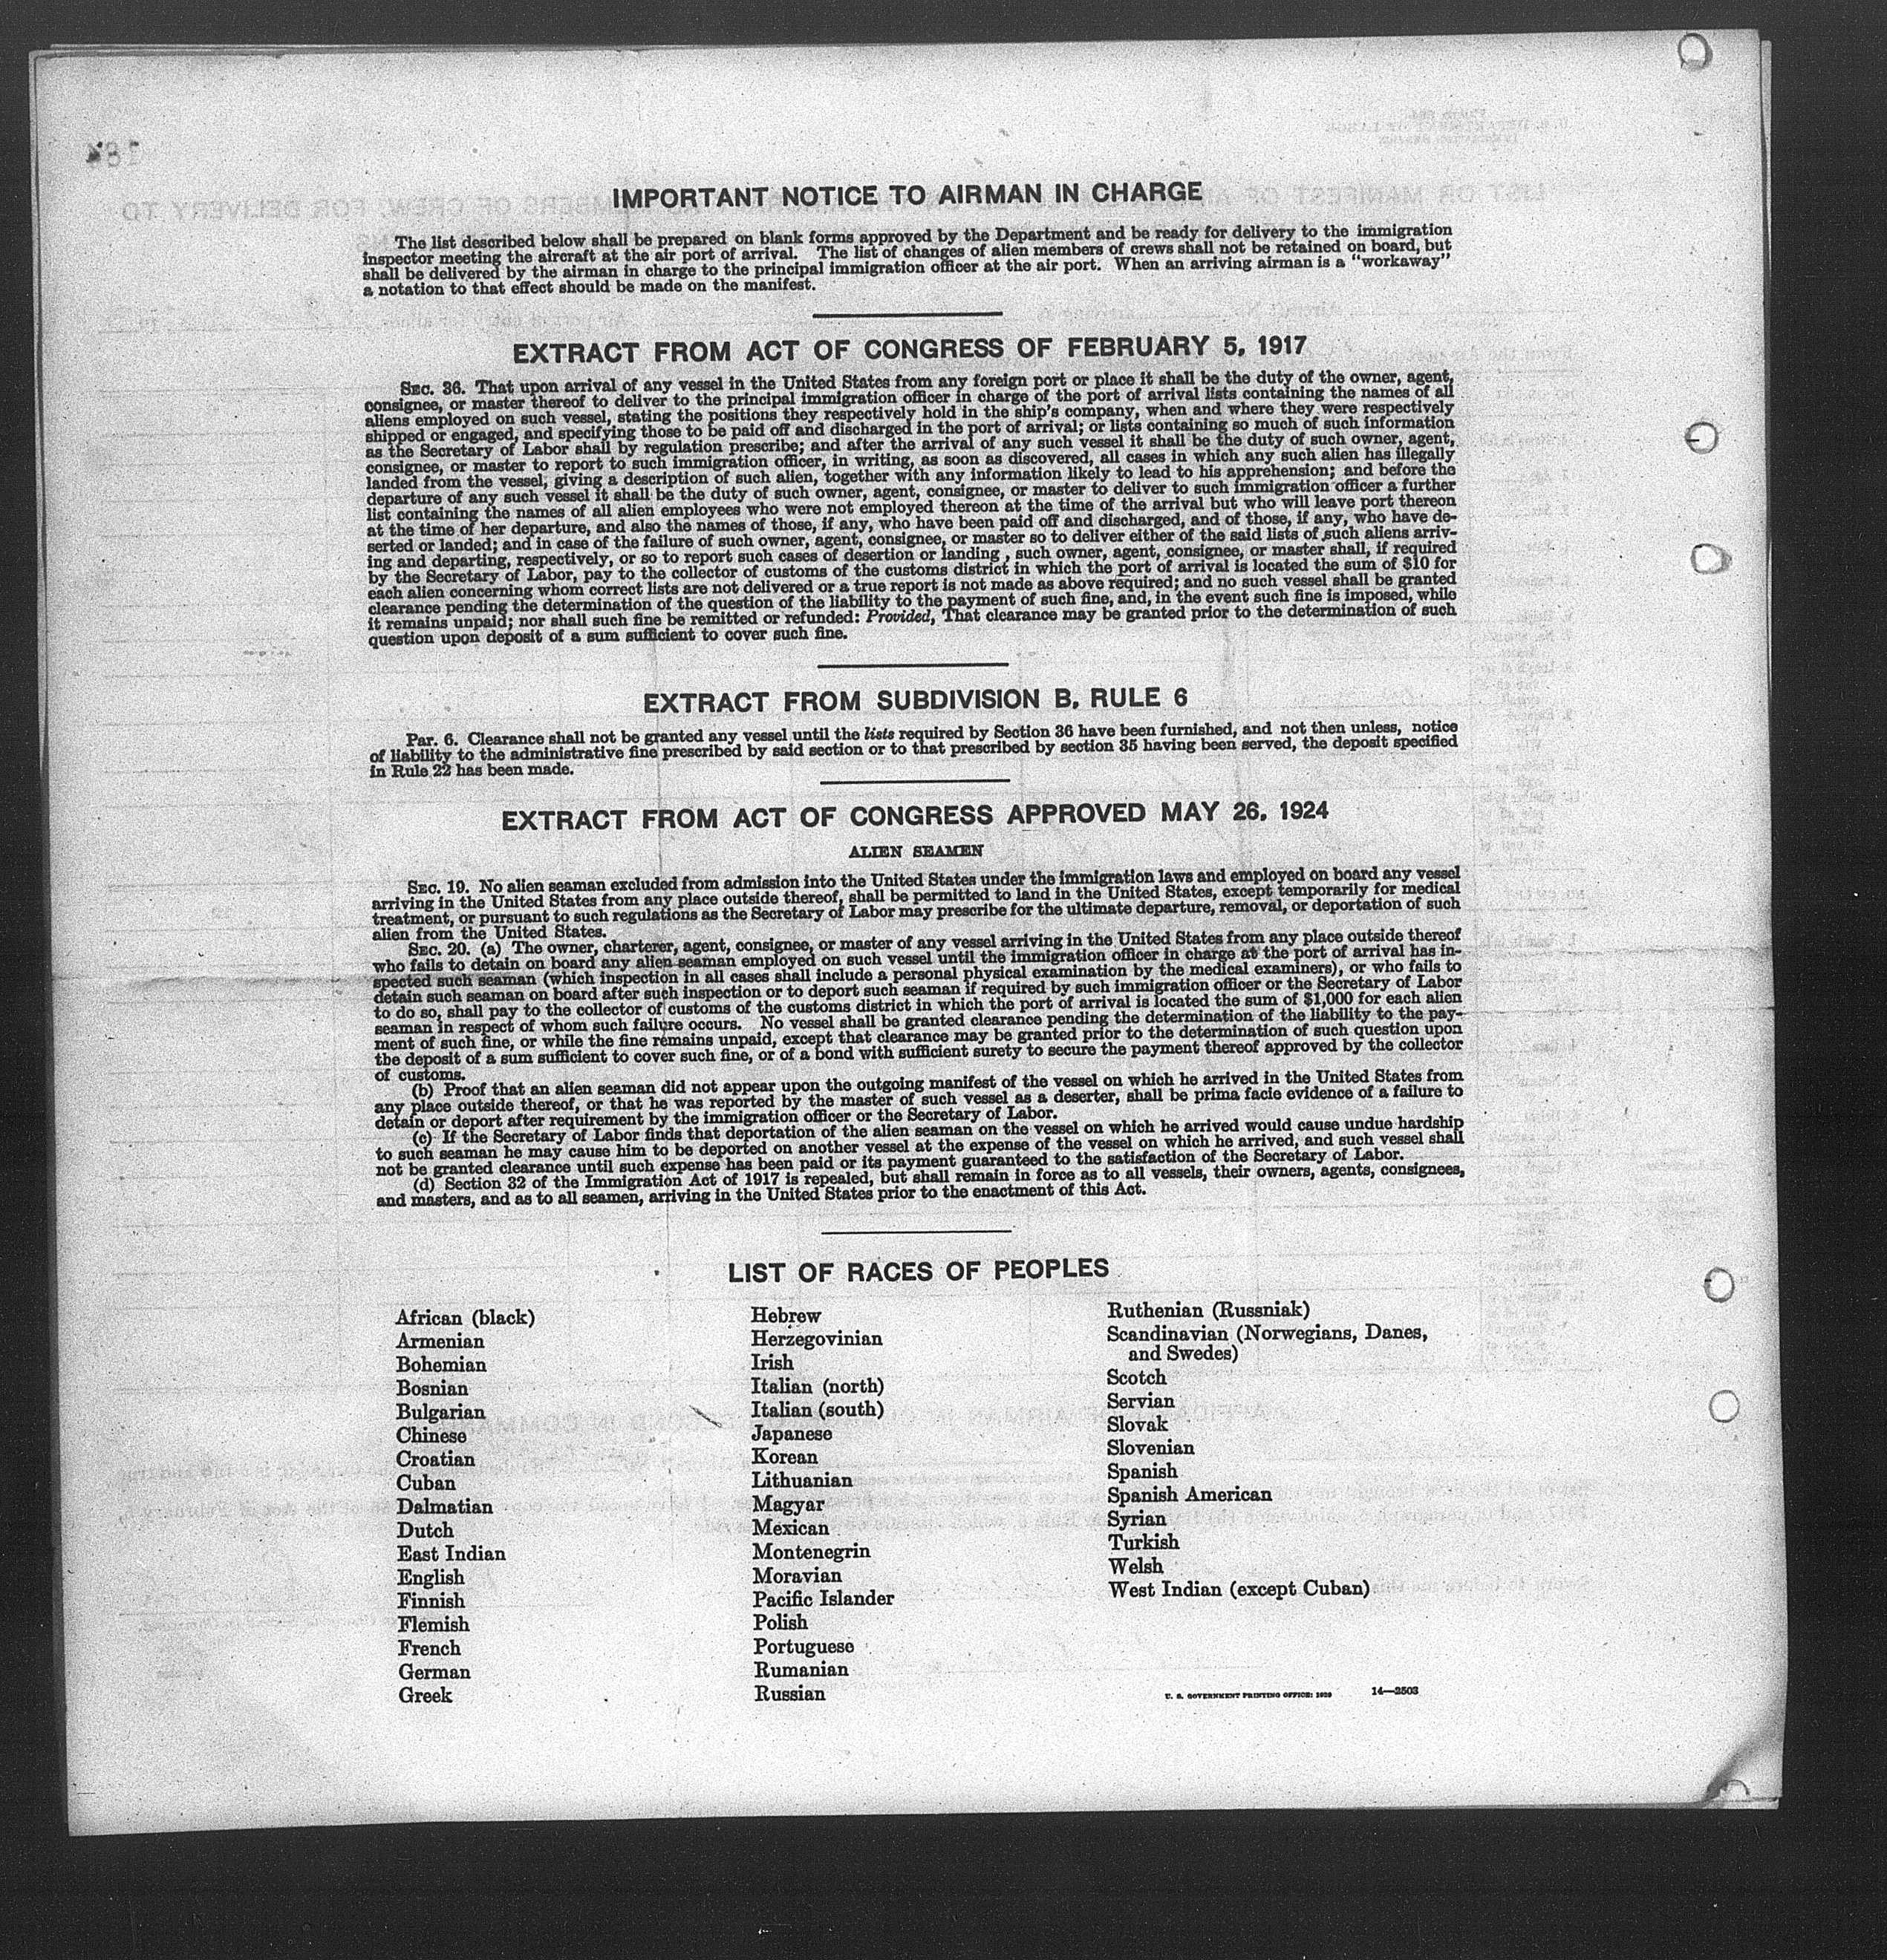 IMPORTANT NOTICE TO AIRMAN IN CHARGE
The list described below shall be prepared on blank forms approved by the Department and be ready for delivery to the immigration
inspector meeting the aircraft at the air port of arrival. The list of changes of alien members of crews shall not be retained on board, but
shall be delivered by the airman in charge to the principal immigration officer at the air port. When an arriving airman is a "workaway"
a notation to that effect should be made on the manifest.
EXTRACT FROM ACT OF CONGRESS OF FEBRUARY 5, 1917
SEC. 36. That upon arrival of any vessel in the United States from any foreign port or place it shall be the duty of the owner, agent,
consignee, or master thereof to deliver to the principal immigration officer in charge of the port of arrival lists containing the names of all
aliens employed on such vessel, stating the positions they respectively hold in the ship's company, when and where they were respectively
shipped or engaged, and specifying those to be paid off and discharged in the port of arrival; or lists containing so much of such information
as the Secretary of Labor shall by regulation prescribe; and after the arrival of any such vessel it shall be the duty of such owner, agent,
consignee, or master to report to such immigration officer, in writing, as soon as discovered, all cases in which any such alien has illegally
landed from the vessel, giving a description of such alien, together with any information likely to lead to his apprehension; and before the
departure of any such vessel it shall be the duty of such owner, agent, consignee, or master to deliver to such immigration officer a further
list containing the names of all alien employees who were not employed thereon at the time of the arrival but who will leave port thereon
at the time of her departure, and also the names of those, if any, who have been paid off and discharged, and of those, if any, who have de-
serted or landed; and in case of the failure of such owner, agent, consignee, or master so to deliver either of the said lists of such aliens arriv-
ing and departing, respectively, or so to report such cases of desertion or landing , such owner, agent, consignee, or master shall, if required
by the Secretary of Labor, pay to the collector of customs of the customs district in which the port of arrival is located the sum of $10 for
each alien concerning whom correct lists are not delivered or a true report is not made as above required; and no such vessel shall be granted
clearance pending the determination of the question of the liability to the payment of such fine, and, in the event such fine is imposed, while
it remains unpaid; nor shall such fine be remitted or refunded: Provided, That clearance may be granted prior to the determination of such
question upon deposit of a sum sufficient to cover such fine.
EXTRACT FROM SUBDIVISION B, RULE 6
Par. 6. Clearance shall not be granted any vessel until the lists required by Section 36 have been furnished, and not then unless, notice
of liability to the administrative fine prescribed by said section or to that prescribed by section 35 having been served, the deposit specified
in Rule 22 has been made.
EXTRACT FROM ACT OF CONGRESS APPROVED MAY 26, 1924
ALIEN SEAMEN
SEC. 19. No alien seaman excluded from admission into the United States under the immigration laws and employed on board any vessel
arriving in the United States from any place outside thereof, shall be permitted to land in the United States, except temporarily for medical
treatment, or pursuant to such regulations as the Secretary of Labor may prescribe for the ultimate departure, removal, or deportation of such
alien from the United States.
SEC. 20. (a) The owner, charterer, agent, consignee, or master of any vessel arriving in the United States from any place outside thereof
who fails to detain on board any alien seaman employed on such vessel until the immigration officer in charge at the port of arrival has in-
spected such seaman (which inspection in all cases shall include a personal physical examination by the medical examiners), or who fails to
detain such seaman on board after such inspection or to deport such seaman if required by such immigration officer or the Secretary of Labor
to do so, shall pay to the collector of customs of the customs district in which the port of arrival is located the sum of $1,000 for each alien
seaman in respect of whom such failure occurs. No vessel shall be granted clearance pending the determination of the liability to the pay-
ment of such fine, or while the fine remains unpaid, except that clearance may be granted prior to the determination of such question upon
the deposit of a sum sufficient to cover such fine, or of a bond with sufficient surety to secure the payment thereof approved by the collector
of customs.
(b) Proof that an alien seaman did not appear upon the outgoing manifest of the vessel on which he arrived in the United States from
any place outside thereof, or that he was reported by the master of such vessel as a deserter, shall be prima facie evidence of a failure to
detain or deport after requirement by the immigration officer or the Secretary of Labor.
(c) If the Secretary of Labor finds that deportation of the alien seaman on the vessel on which he arrived would cause undue hardship
to such seaman he may cause him to be deported on another vessel at the expense of the vessel on which he arrived, and such vessel shall
not be granted clearance until such expense has been paid or its payment guaranteed to the satisfaction of the Secretary of Labor.
(d) Section 32 of the Immigration Act of 1917 is repealed, but shall remain in force as to all vessels, their owners, agents, consignees,
and masters, and as to all seamen, arriving in the United States prior to the enactment of this Act.
LIST OF RACES OF PEOPLES
African (black)
Armenian
Bohemian
Bosnian
Bulgarian
Chinese
Croatian
Cuban
Dalmatian
Dutch
East Indian
English
Finnish
Flemish
French
German
Greek
Hebrew
Herzegovinian
Irish
Italian (north)
Italian (south)
Japanese
Korean
Lithuanian
Magyar
Mexican
Montenegrin
Moravian
Pacific Islander
Polish
Portuguese
Rumanian
Russian
Ruthenian (Russniak)
Scandinavian (Norwegians, Danes,
and Swedes)
Scotch
Servian
Slovak
Slovenian
Spanish
Spanish American
Syrian
Turkish
Welsh
West Indian (except Cuban)
U. S. GOVERNMENT PRINTING OFFICE: 1929 14—2503